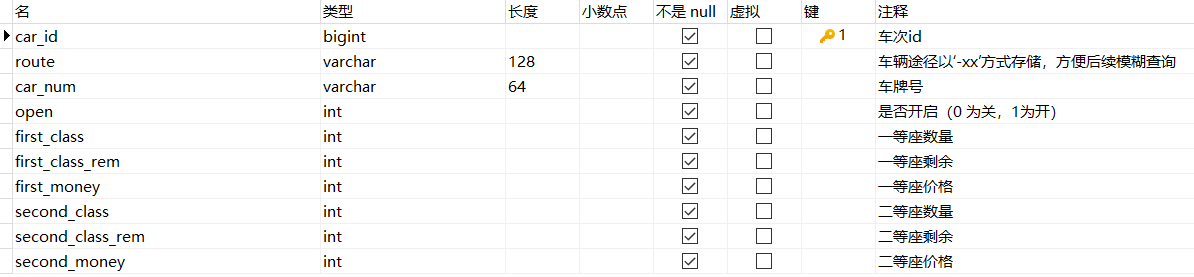 名 类型 长度 小数点 不是 null 虚拟 键 注释
car_id bigint 1 车次id
route varchar 128 车辆途径以‘-xx’方式存储，方便后续模糊查询
car_num varchar 64 车牌号
open int 是否开启（0 为关，1为开）
first_class int 一等座数量
first_class_rem int 一等座剩余
first_money int 一等座价格
second_class int 二等座数量
second_class_rem int 二等座剩余
second_money int 二等座价格